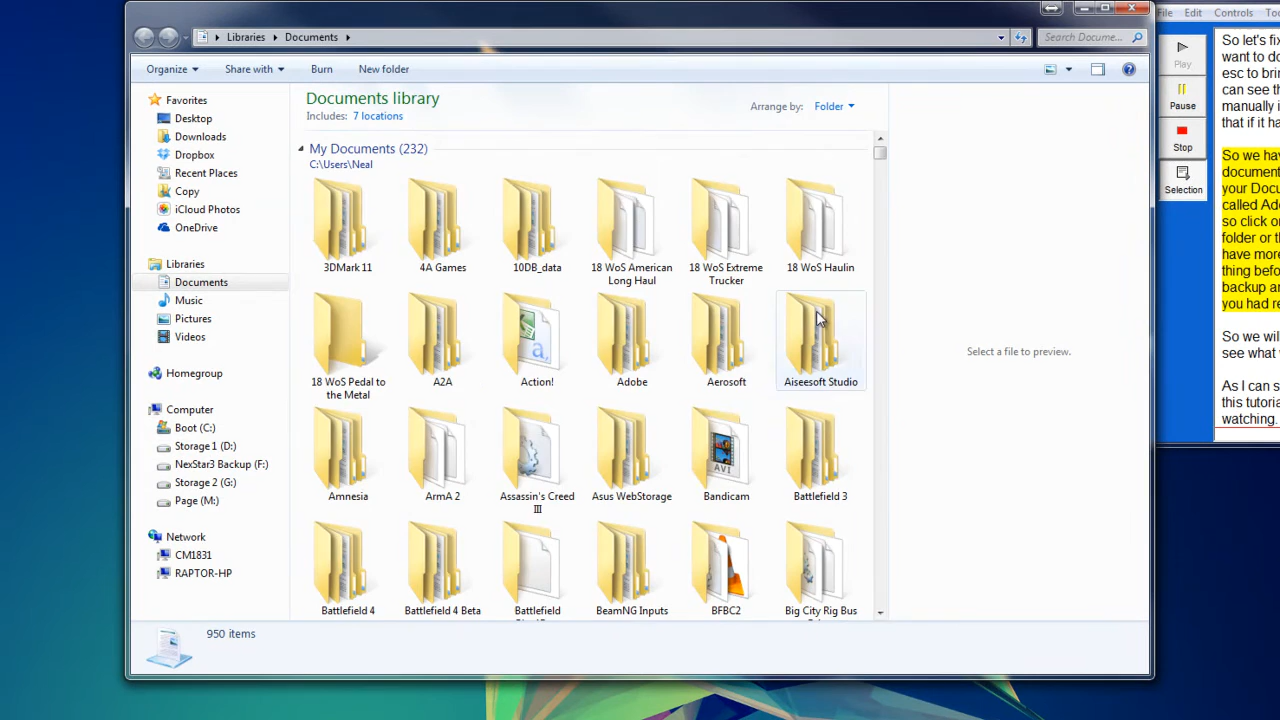 Libraries Documents
Search Docume...
File Edit Controls
Organize Share with Burn New folder
Favorites
Desktop
Downloads
Dropbox
Recent Places
Copy
iCloud Photos
OneDrive
Libraries
Documents
Music
Pictures
Videos
Homegroup
Computer
Boot (C:)
Storage 1 (D:)
NexStar3 Backup (F:)
Storage 2 (G:)
Page (M:)
Network
CM1831
RAPTOR-HP
Documents library
Includes: 7 locations
Arrange by: Folder
My Documents (232)
C:\Users\Neal
3DMark 11
4A Games
10DB_data
18 WoS American
Long Haul
18 WoS Extreme
Trucker
18 WoS Haulin
18 WoS Pedal to
the Metal
A2A
Action!
Adobe
Aerosoft
Aiseesoft Studio
Amnesia
ArmA 2
Assassin's Creed
III
Asus WebStorage
Bandicam
Battlefield 3
Battlefield 4
Battlefield 4 Beta
Battlefield
BeamNG Inputs
BFBC2
Big City Rig Bus
Select a file to preview.
950 items
Play
Pause
Stop
Selection
So let's fix
want to do
esc to brin
can see th
manually i
that if it ha
So we hav
document
your Docu
called Ado
so click on
folder or th
have more
thing befo
backup an
you had re
So we will
see what
As I can s
this tutoria
watching.